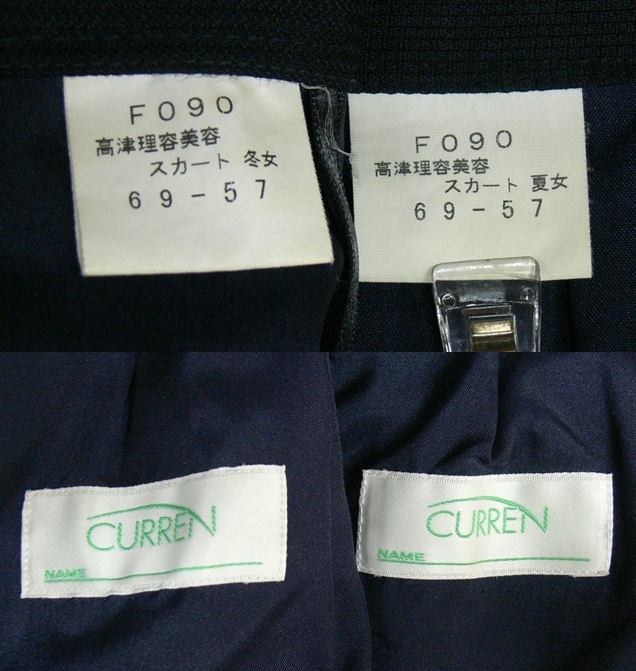 F090
高津理容美容
スカート 冬女
69-57
F090
高津理容美容
スカート 夏女
69-57
CURREN
NAME
CURREN
NAME